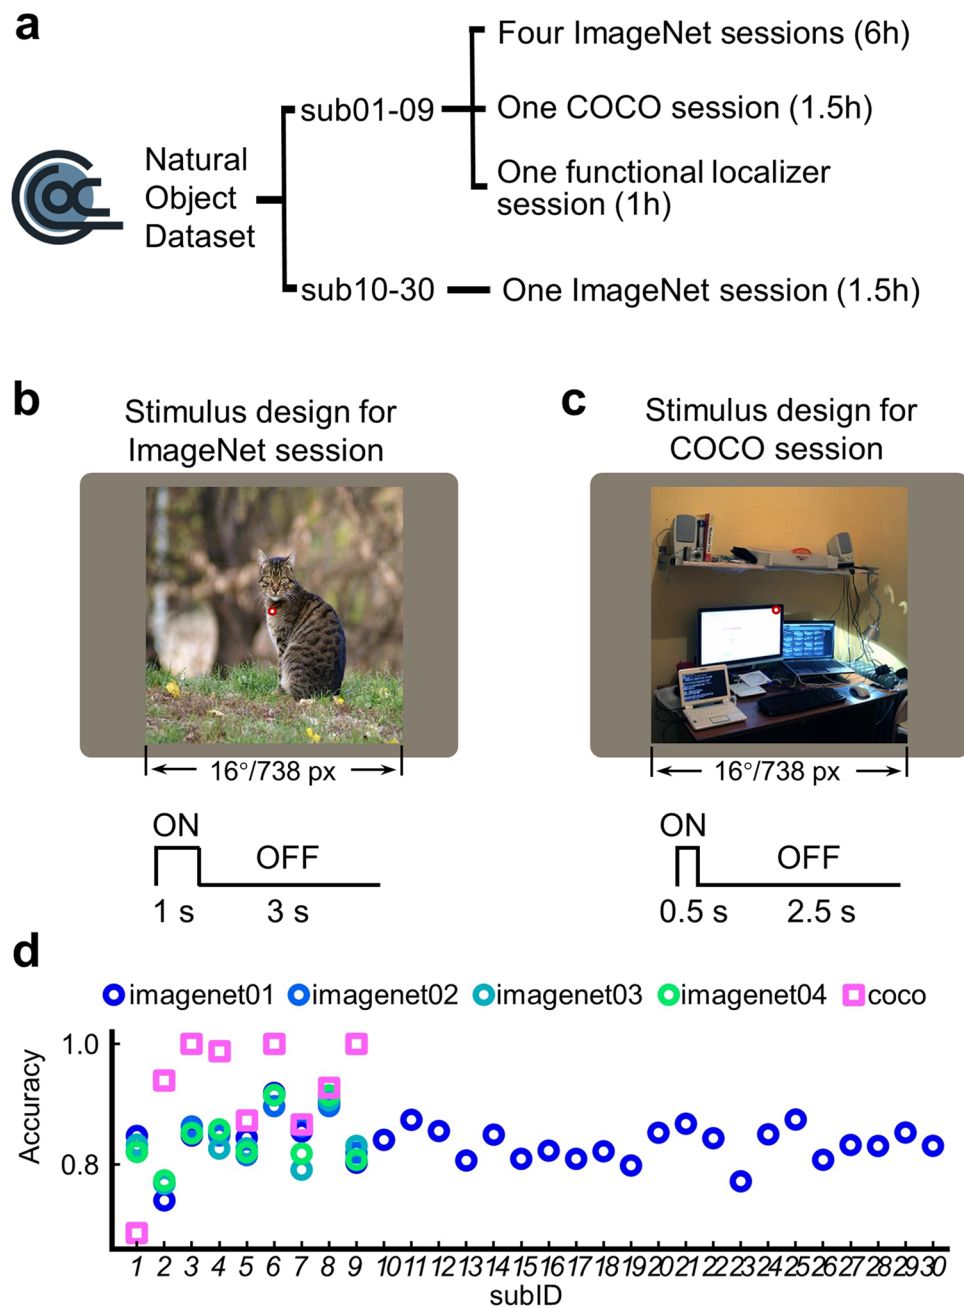 a
Natural
Object
Dataset
sub01-09
Four ImageNet sessions (6h)
One COCO session (1.5h)
One functional localizer
session (1h)
sub10-30
One ImageNet session (1.5h)
b
Stimulus design for
ImageNet session
16°/738 px
ON
OFF
1 s
3 s
c
Stimulus design for
COCO session
16°/738 px
ON
OFF
0.5 s
2.5 s
d
imagenet01 imagenet02 imagenet03 imagenet04 coco
Accuracy
1.0
0.8
1 2 3 4 5 6 7 8 9 10 11 12 13 14 15 16 17 18 19 20 21 22 23 24 25 26 27 28 29 30
subID